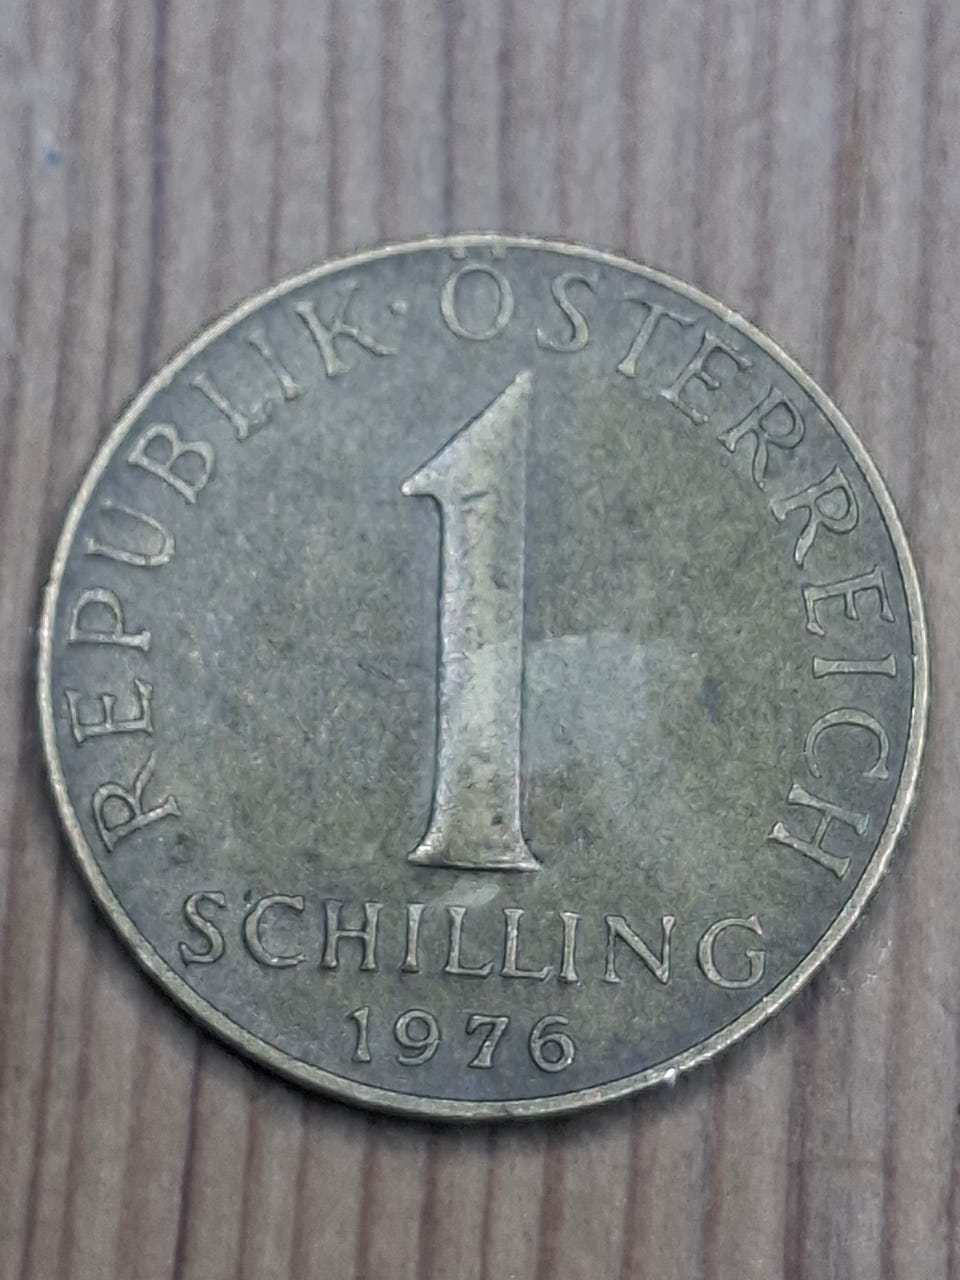 REPUBLIK · ÖSTERREICH
1
SCHILLING
1976